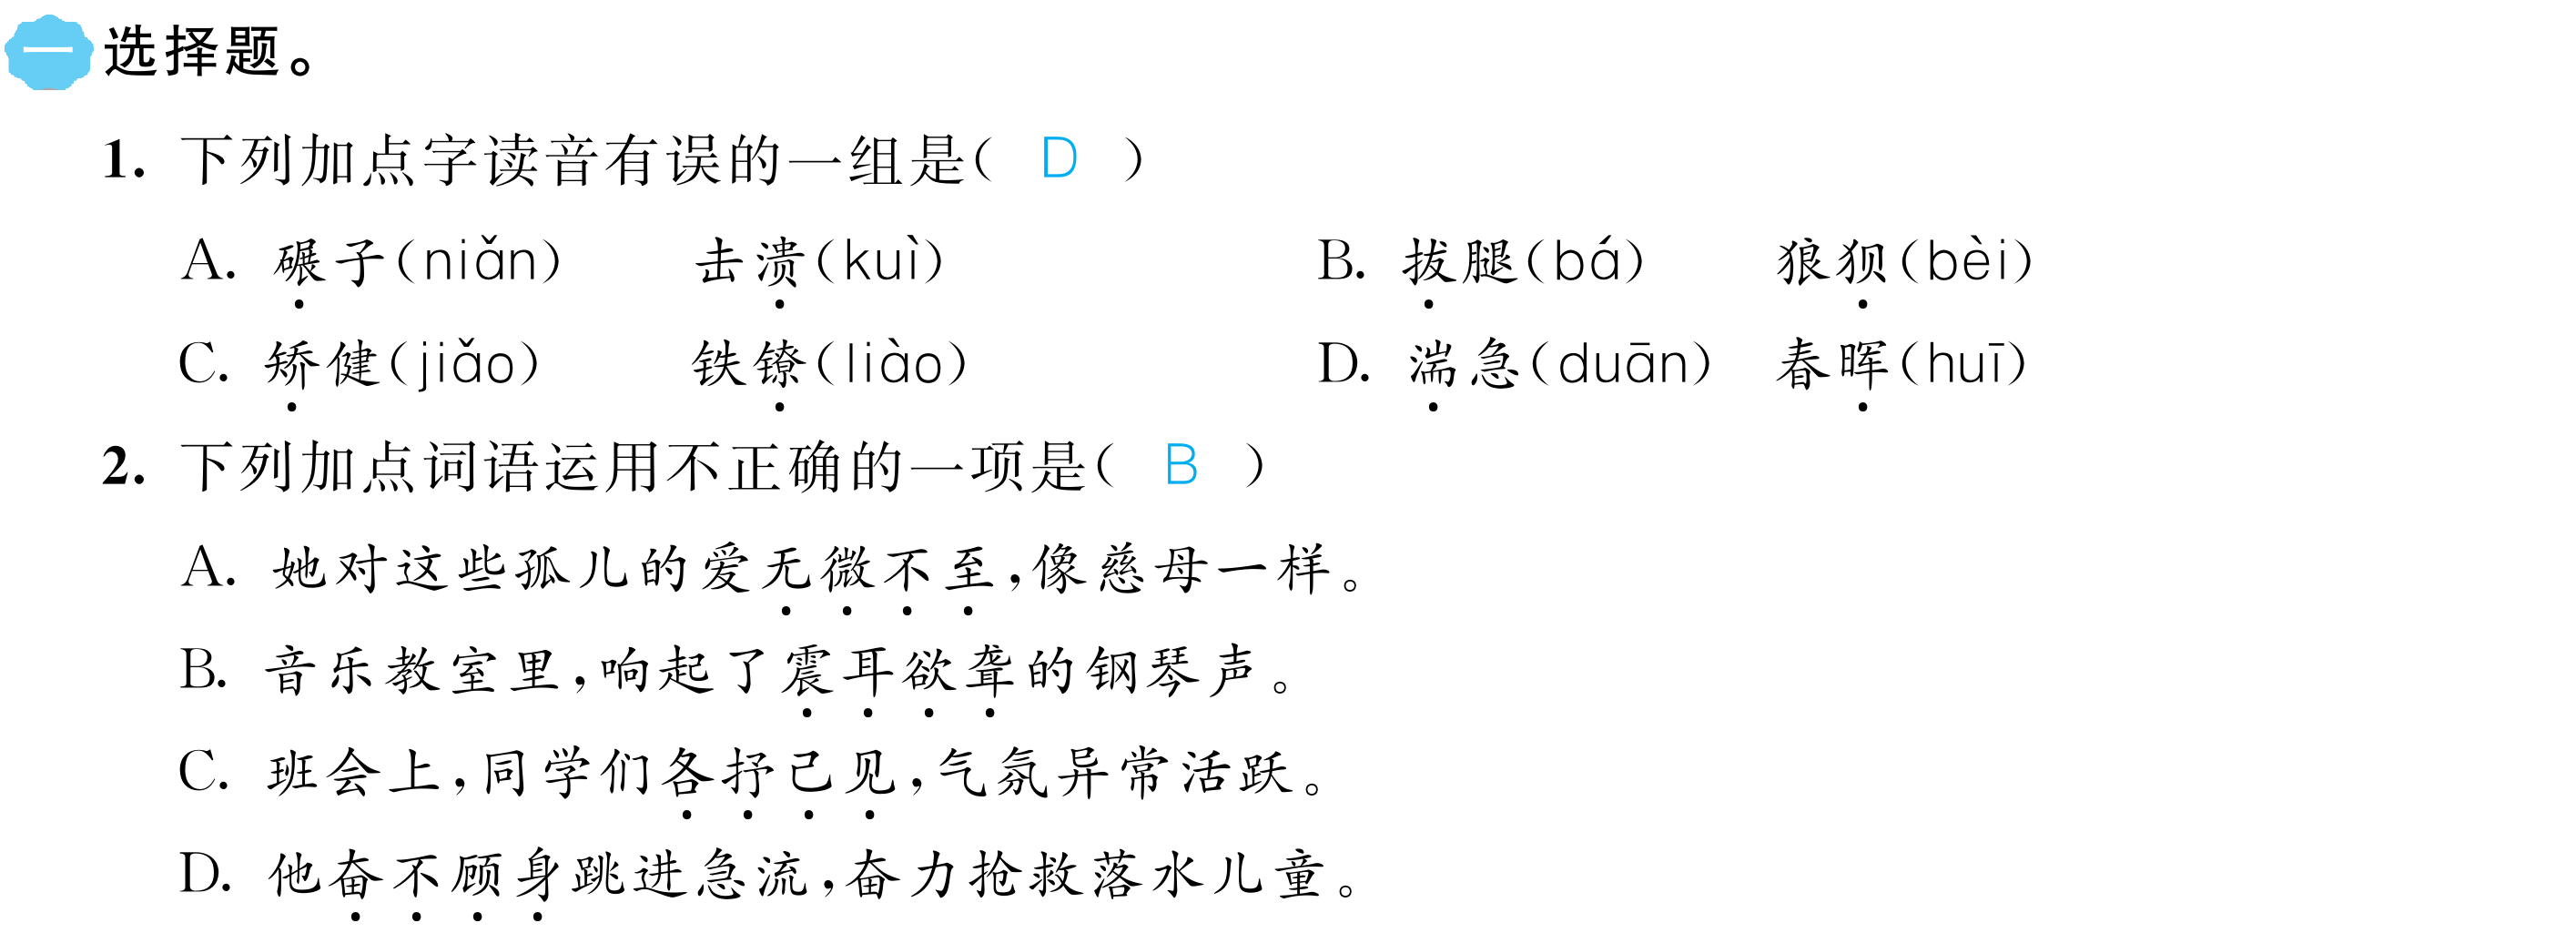 一 选择题。
1. 下列加点字读音有误的一组是( D )
A. 碾子(niǎn) 击溃(kuì) B. 拔腿(bá) 狼狈(bèi)
C. 矫健(jiǎo) 铁镣(liào) D. 湍急(duān) 春晖(huī)
2. 下列加点词语运用不正确的一项是( B )
A. 她对这些孤儿的爱无微不至,像慈母一样。
B. 音乐教室里,响起了震耳欲聋的钢琴声。
C. 班会上,同学们各抒己见,气氛异常活跃。
D. 他奋不顾身跳进急流,奋力抢救落水儿童。